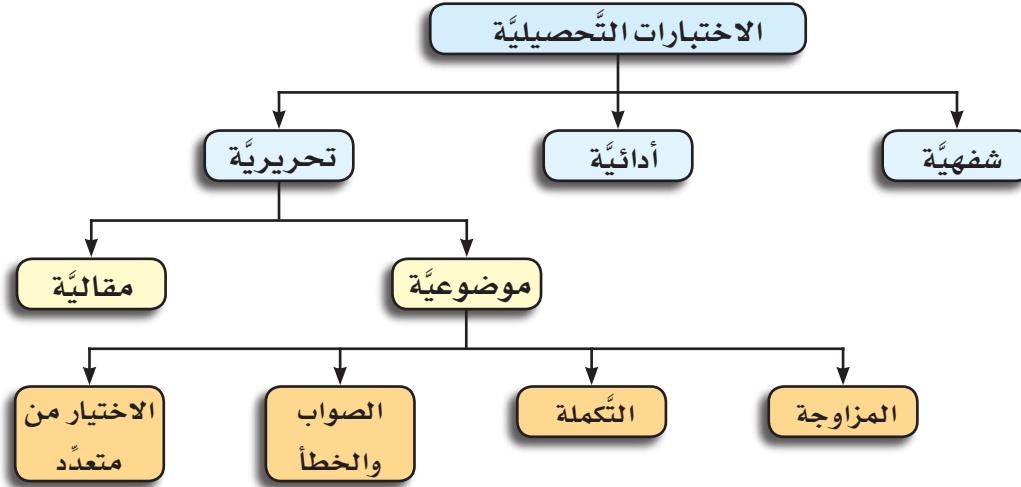 الاختبارات التَّحصيليَّة
شفهيَّة
أدائيَّة
تحريريَّة
موضوعيَّة
مقاليَّة
المزاوجة
التَّكملة
الصواب
والخطأ
الاختيار من
متعدِّد